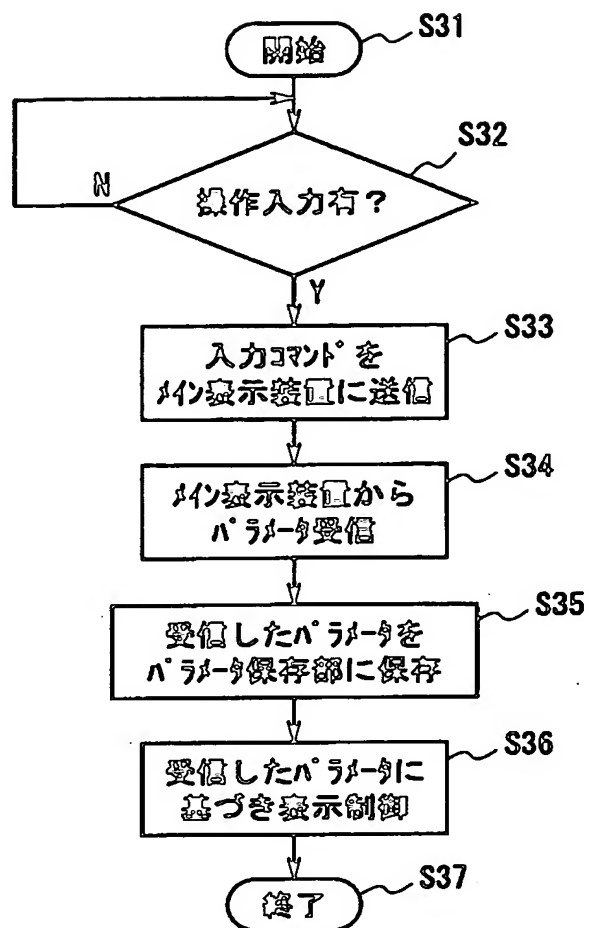 開始
S31
S32
操作入力有?
N
Y
S33
入力コマンドを
メイン表示装置に送信
S34
メイン表示装置から
パラメータ受信
S35
受信したパラメータを
パラメータ保存部に保存
S36
受信したパラメータに
基づき表示制御
S37
終了